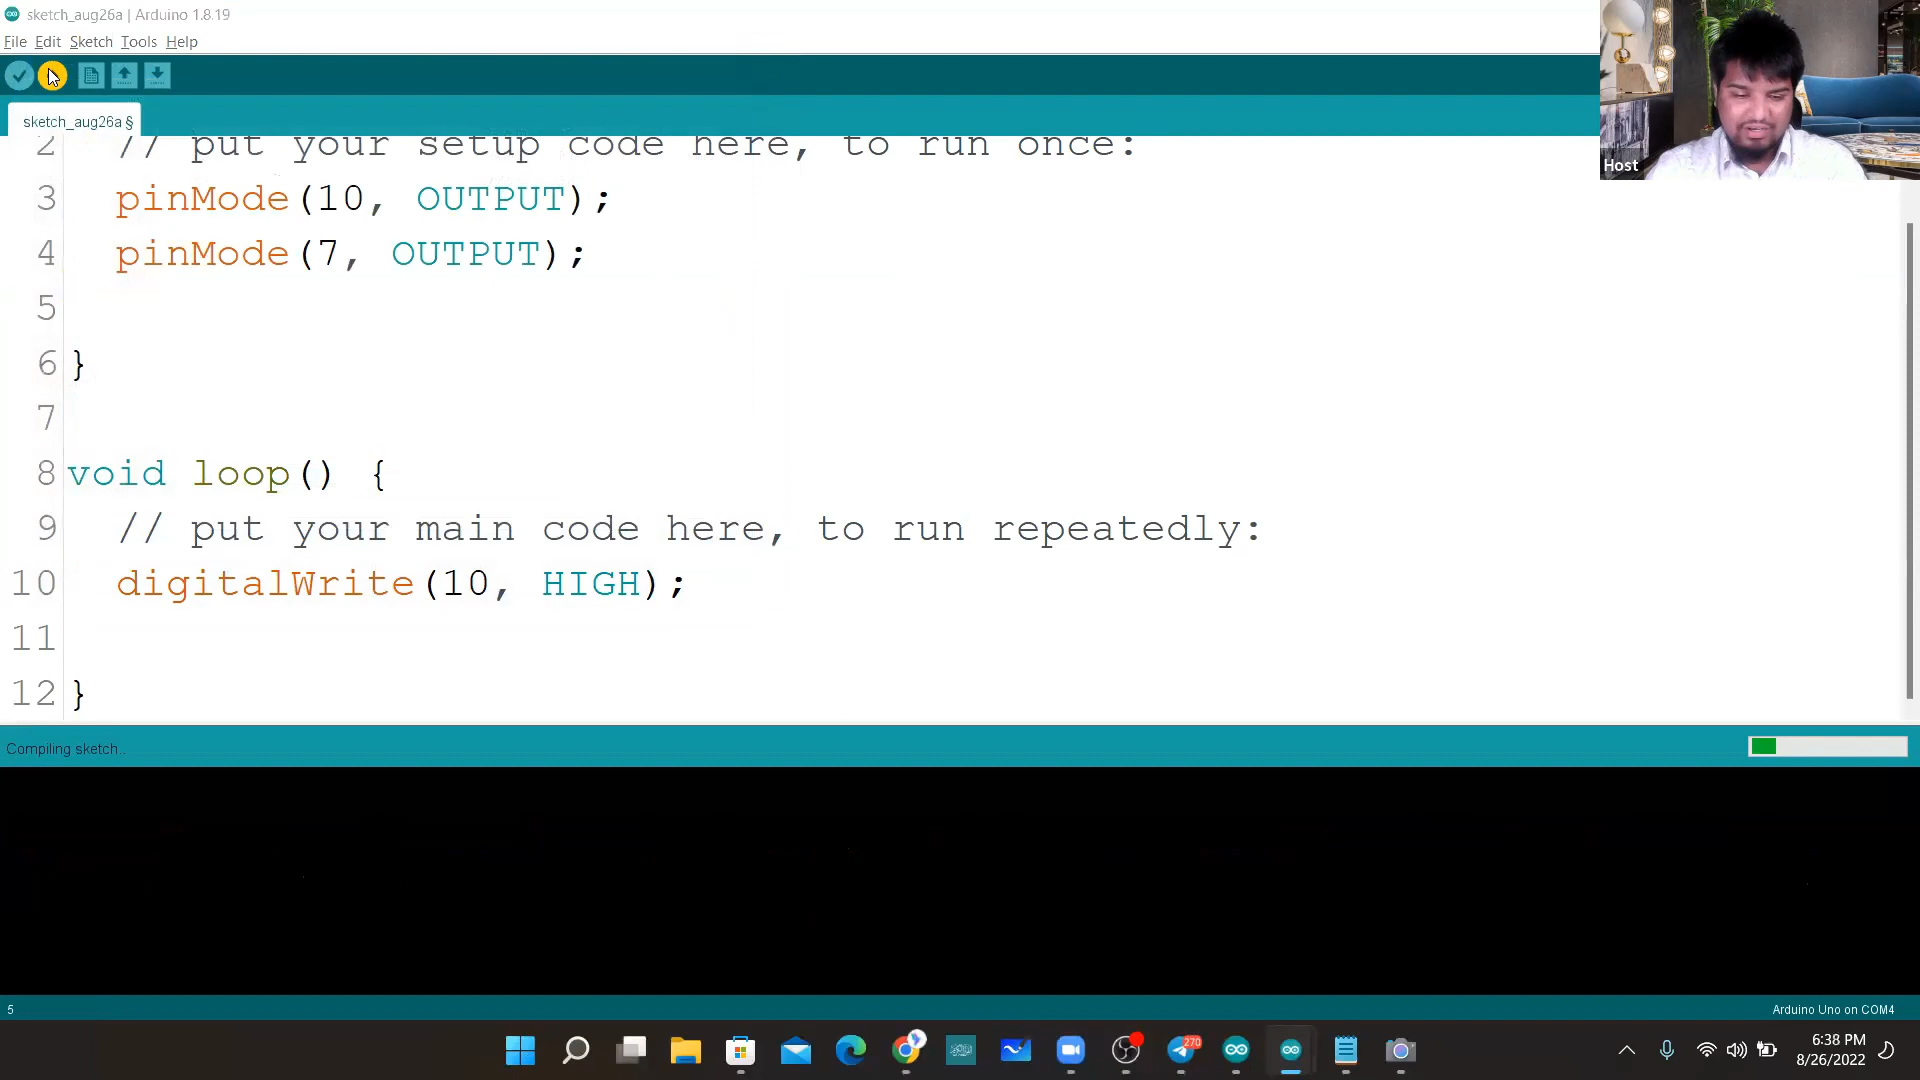 sketch_aug26a | Arduino 1.8.19
File Edit Sketch Tools Help
sketch_aug26a §
2 // put your setup code here, to run once:
3 pinMode(10, OUTPUT);
4 pinMode(7, OUTPUT);
5
6 }
7
8 void loop() {
9 // put your main code here, to run repeatedly:
10 digitalWrite(10, HIGH);
11
12 }
Host
Compiling sketch..
5
Arduino Uno on COM4
270
6:38 PM
8/26/2022